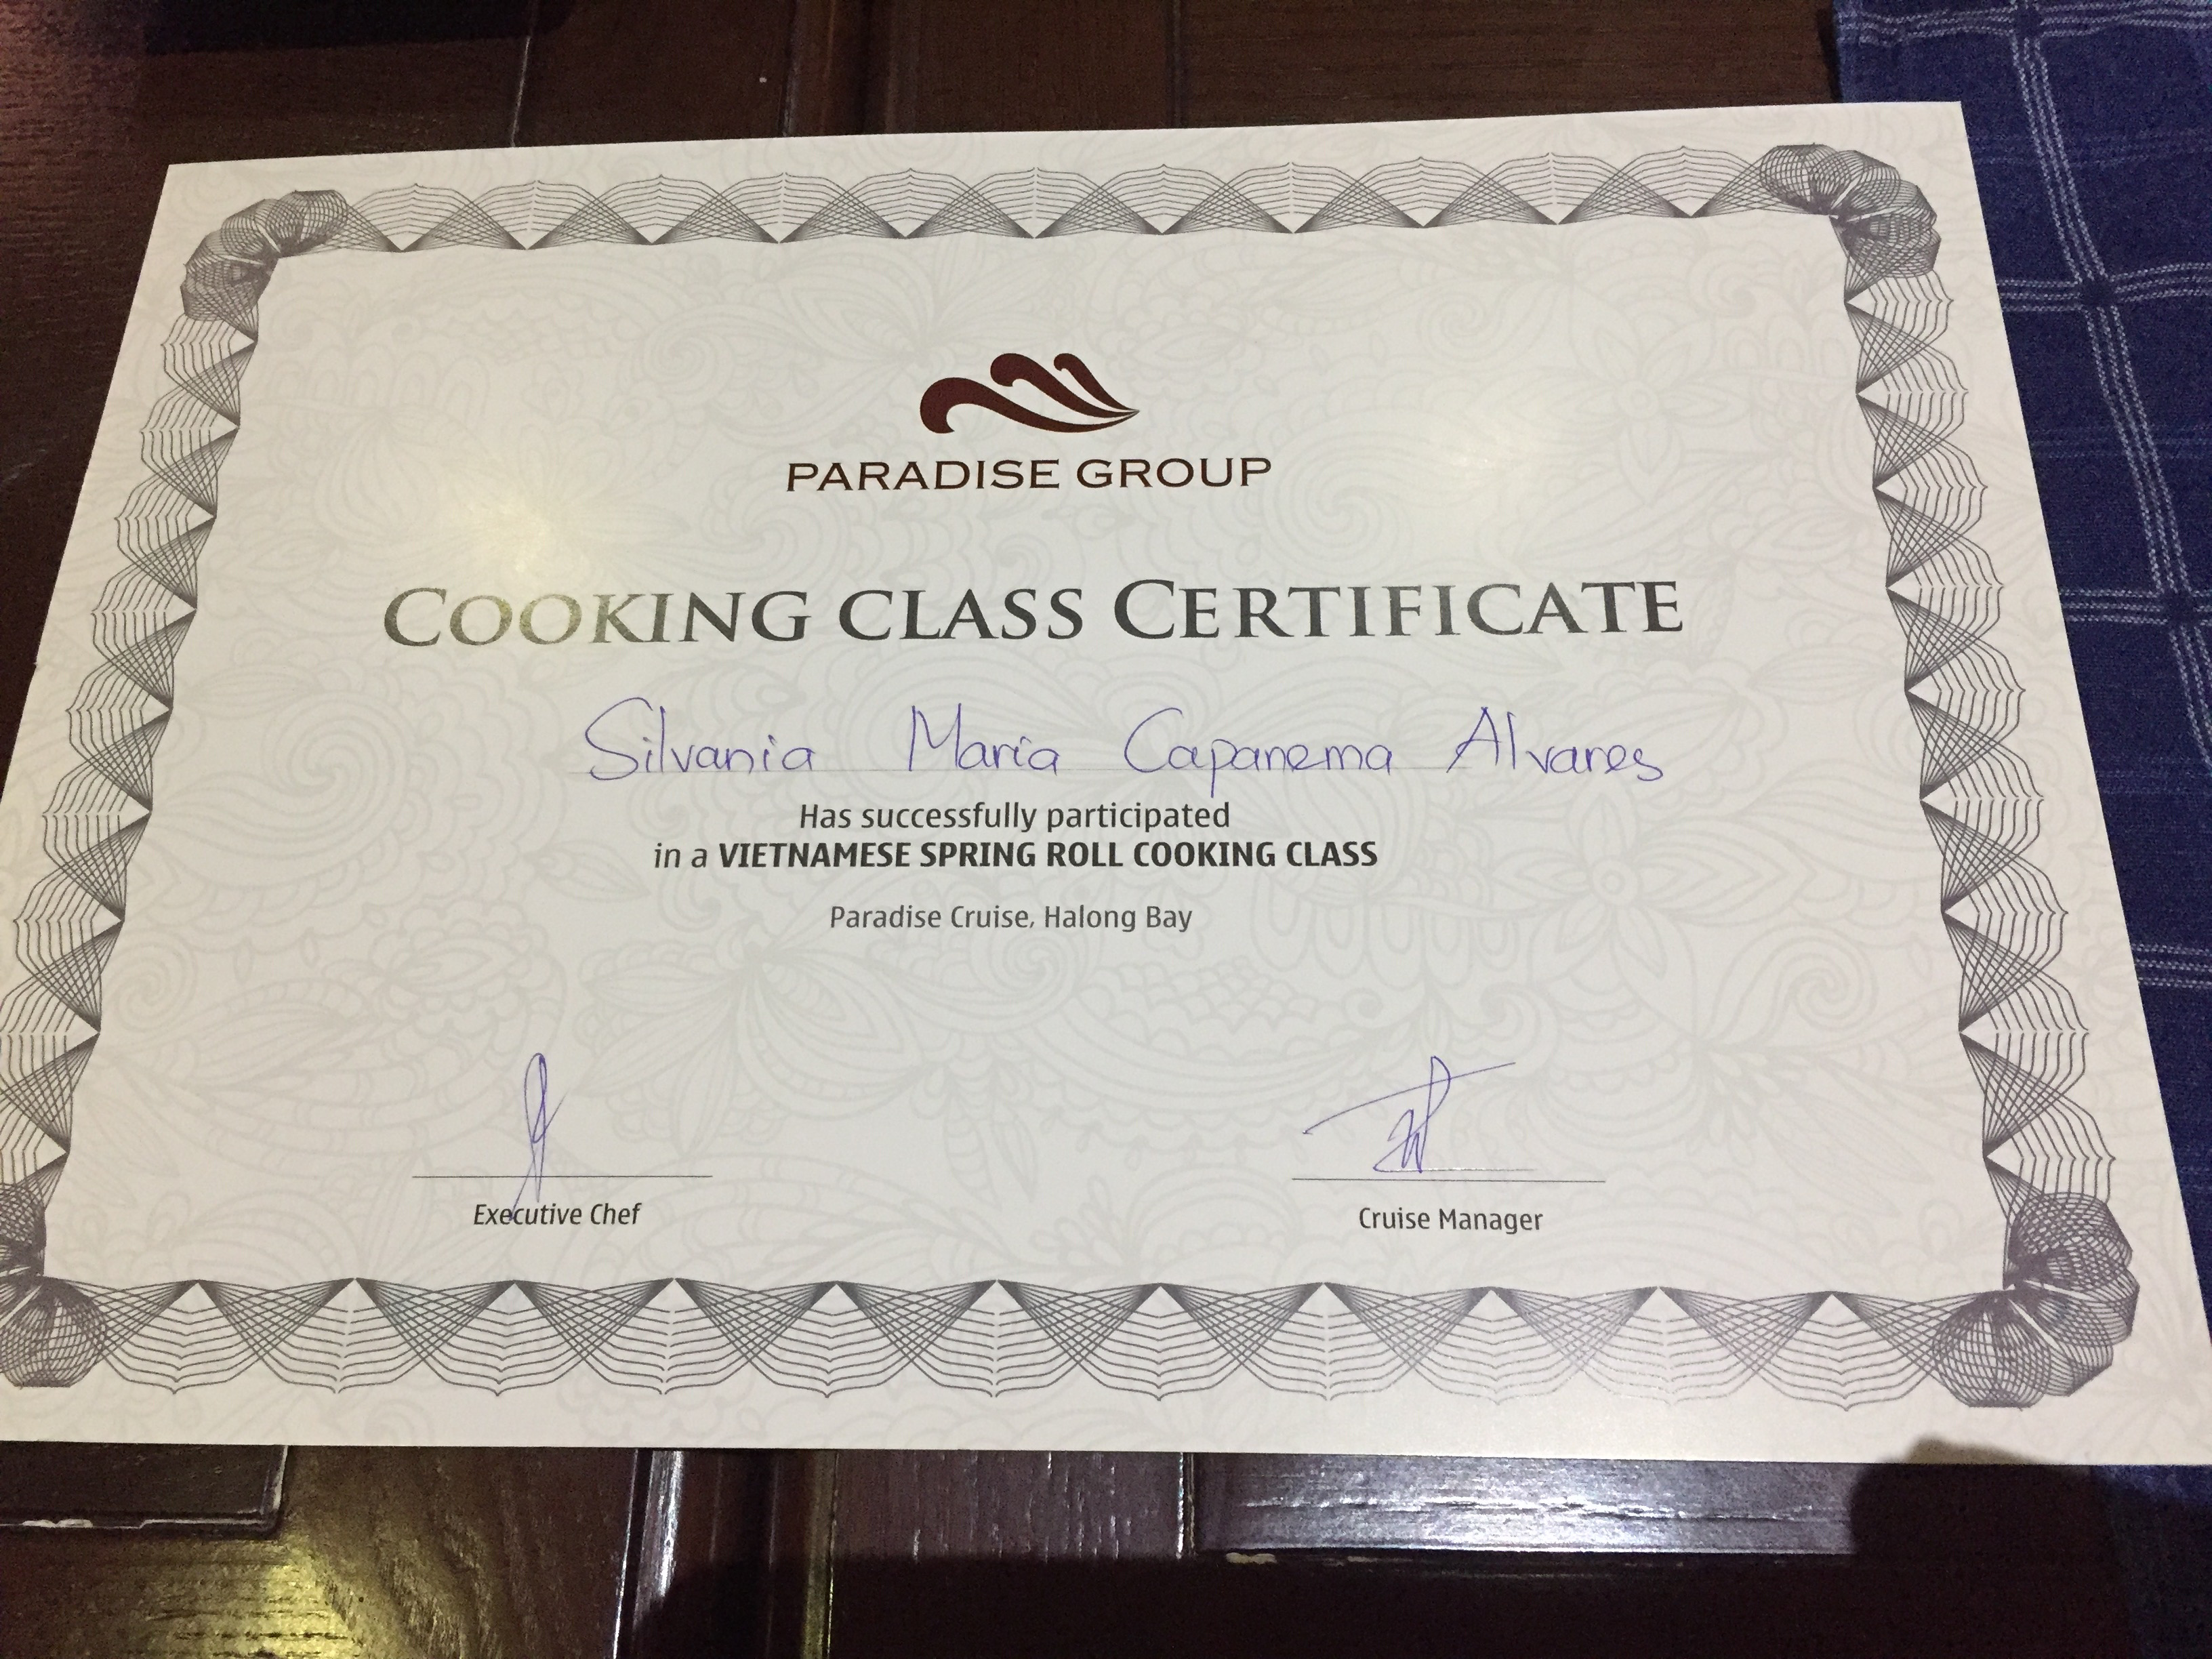 PARADISE GROUP
COOKING CLASS CERTIFICATE
Silvania Maria Capanema Alvares
Has successfully participated
in a VIETNAMESE SPRING ROLL COOKING CLASS
Paradise Cruise, Halong Bay
Executive Chef
Cruise Manager